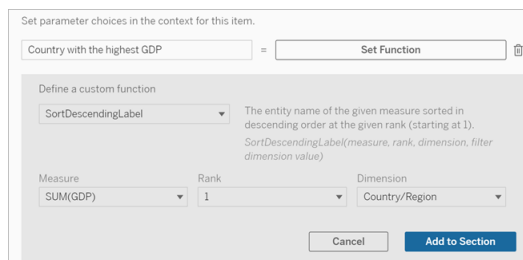 Set parameter choices in the context for this item.
Country with the highest GDP = Set Function
Define a custom function
SortDescendingLabel
The entity name of the given measure sorted in
descending order at the given rank (starting at 1).
SortDescendingLabel(measure, rank, dimension, filter
dimension value)
Measure Rank Dimension
SUM(GDP) 1 Country/Region
Cancel Add to Section